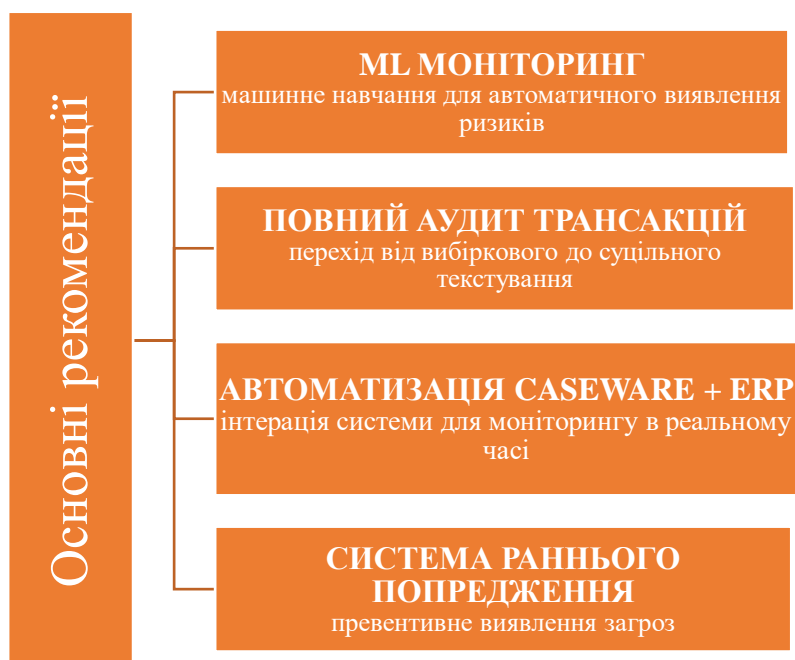 Основні рекомендації
ML МОНІТОРИНГ
машинне навчання для автоматичного виявлення
ризиків
ПОВНИЙ АУДИТ ТРАНСАКЦІЙ
перехід від вибіркового до суцільного
текстування
АВТОМАТИЗАЦІЯ CASEWARE + ERP
інтерація системи для моніторингу в реальному
часі
СИСТЕМА РАННЬОГО
ПОПРЕДЖЕННЯ
превентивне виявлення загроз